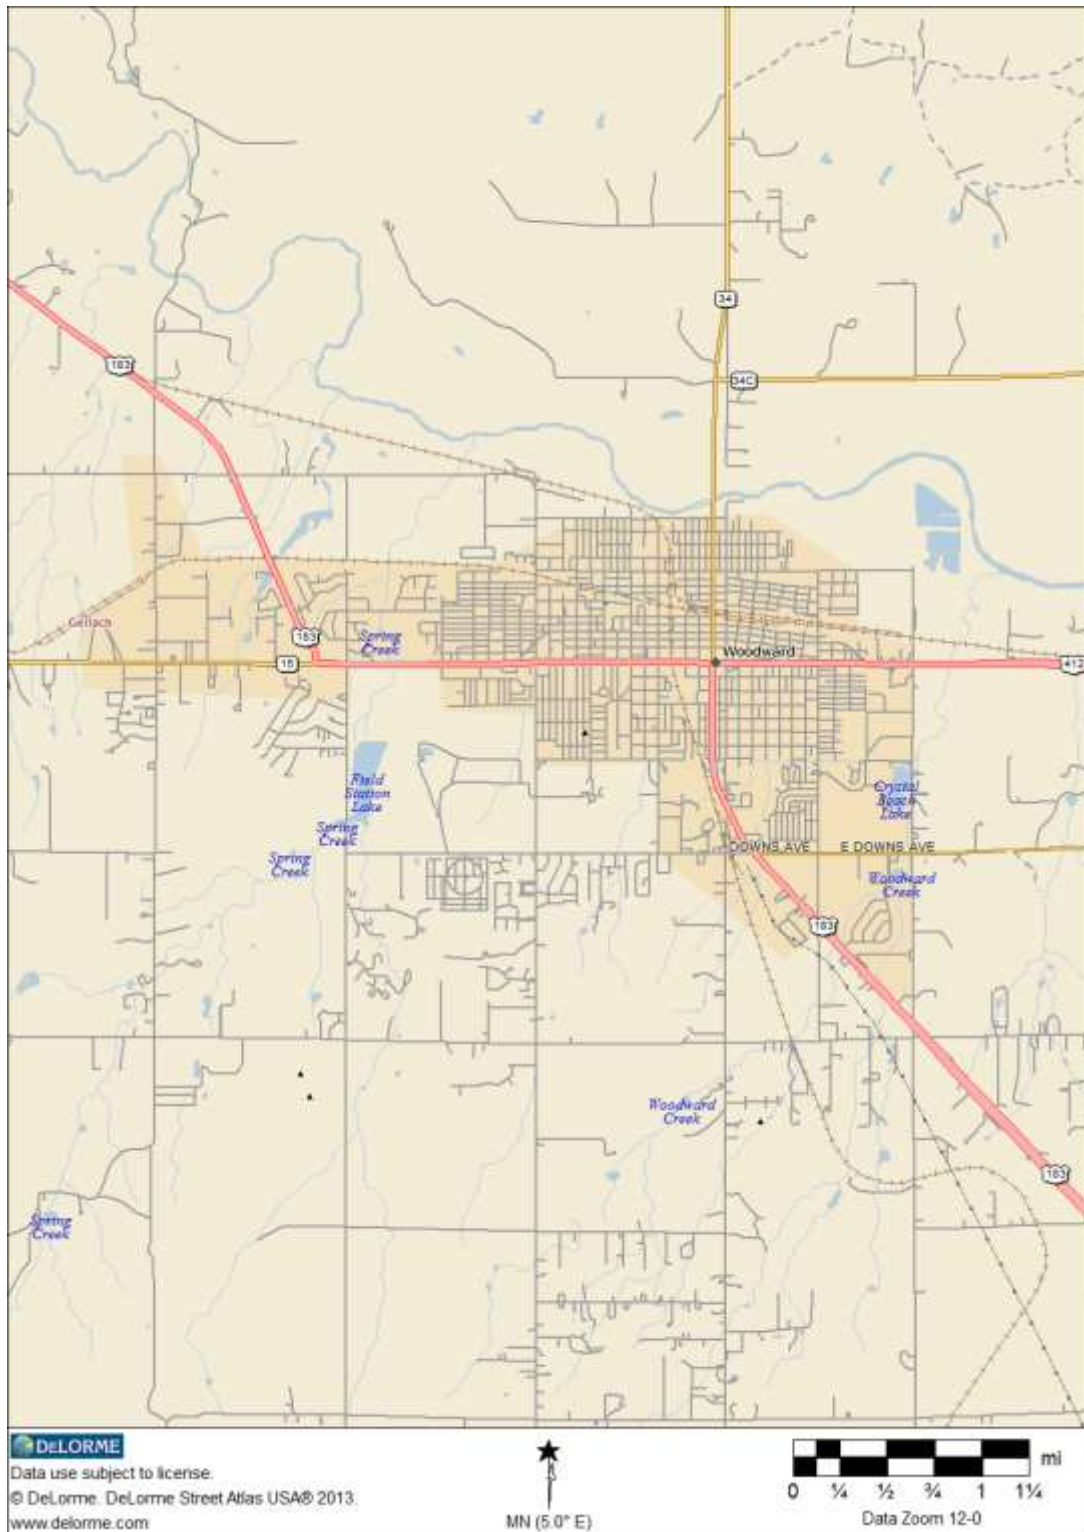 34
183
34C
Gerlach
183
Spring
Creek
15
Woodward
412
Field
Station
Lake
Crystal
Beach
Lake
Spring
Creek
DOWNS AVE
E DOWNS AVE
Spring
Creek
Woodward
Creek
183
Woodward
Creek
183
Spring
Creek
DELORME
Data use subject to license.
© DeLorme. DeLorme Street Atlas USA® 2013.
www.delorme.com
MN (5.0° E)
mi
0 ¼ ½ ¾ 1 1¼
Data Zoom 12-0